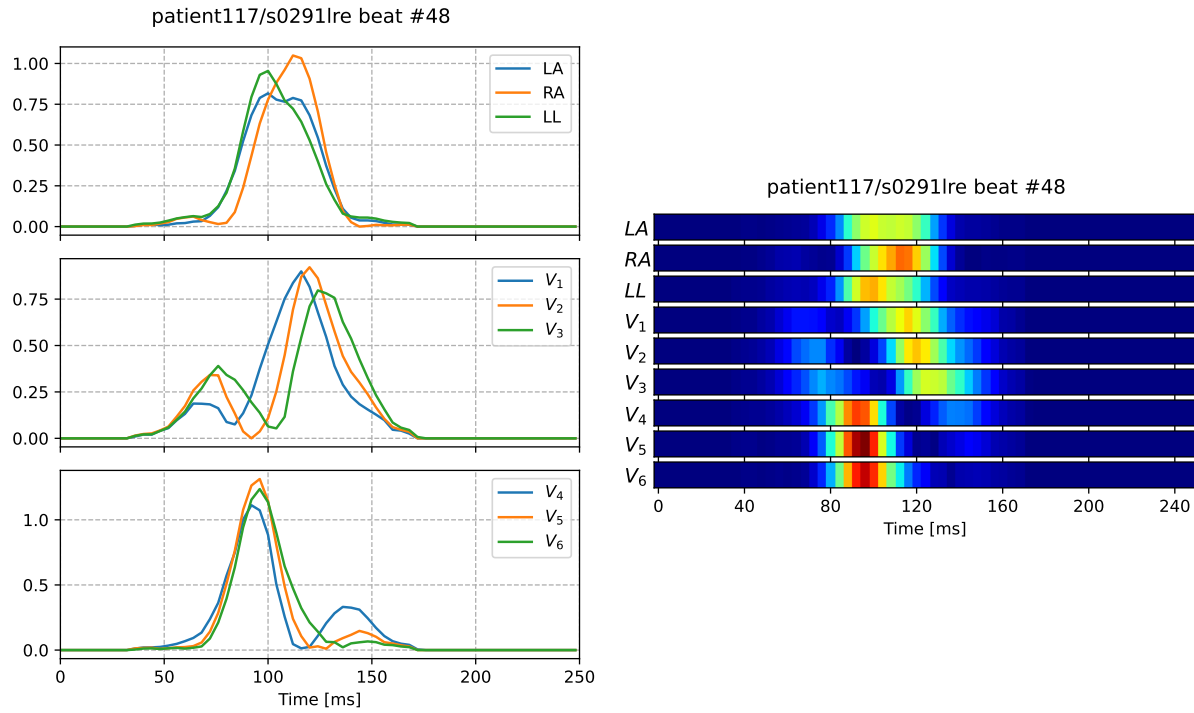 patient117/s0291lre beat #48
1.00
0.75
0.50
0.25
0.00
LA
RA
LL
0.75
0.50
0.25
0.00
V1
V2
V3
1.0
0.5
0.0
V4
V5
V6
0 50 100 150 200 250
Time [ms]
patient117/s0291lre beat #48
LA
RA
LL
V1
V2
V3
V4
V5
V6
0 40 80 120 160 200 240
Time [ms]